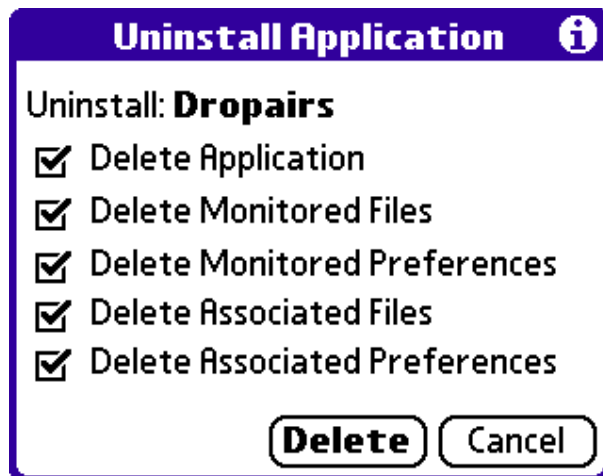 Uninstall Application
Uninstall: Dropairs
Delete Application
Delete Monitored Files
Delete Monitored Preferences
Delete Associated Files
Delete Associated Preferences
Delete Cancel